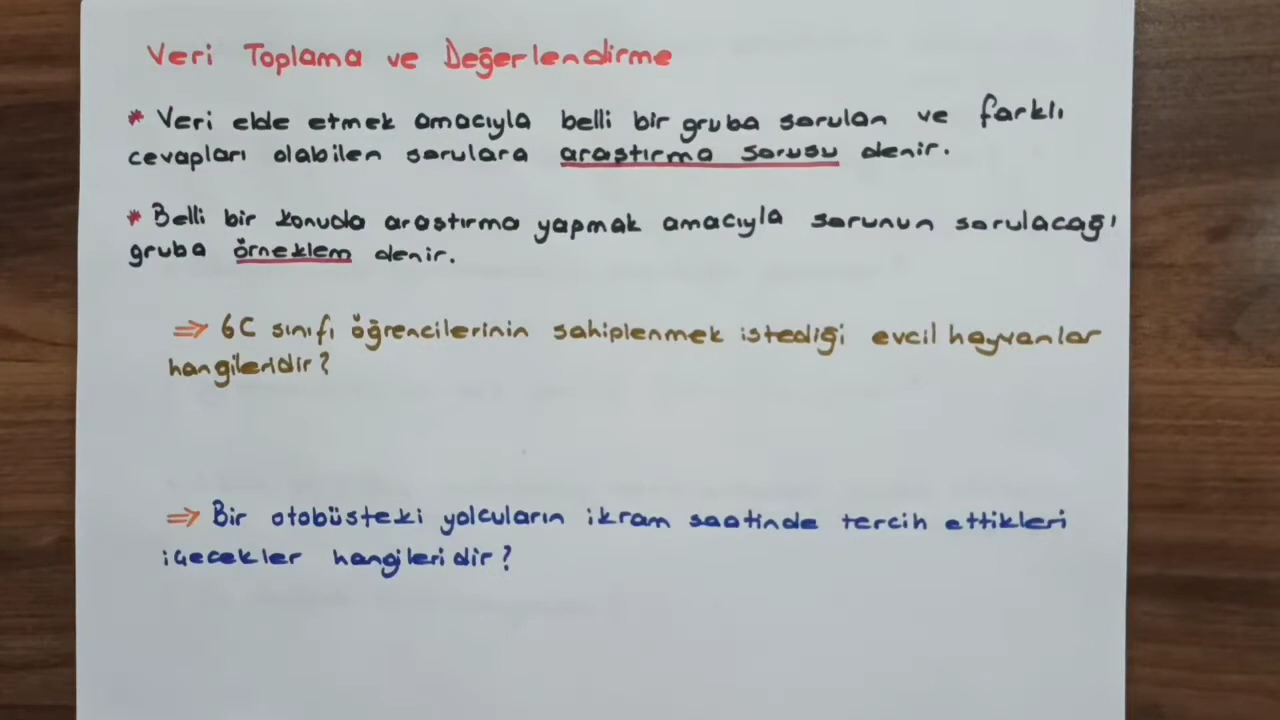 Veri Toplama ve Değerlendirme
* Veri elde etmek amacıyla belli bir gruba sorulan ve farklı
cevapları olabilen sorulara araştırma sorusu denir.
* Belli bir konuda araştırma yapmak amacıyla sorunun sorulacağı
gruba örneklem denir.
⇒ 6C sınıfı öğrencilerinin sahiplenmek istediği evcil hayvanlar
hangileridir?
⇒ Bir otobüsteki yolcuların ikram saatinde tercih ettikleri
içecekler hangileridir?